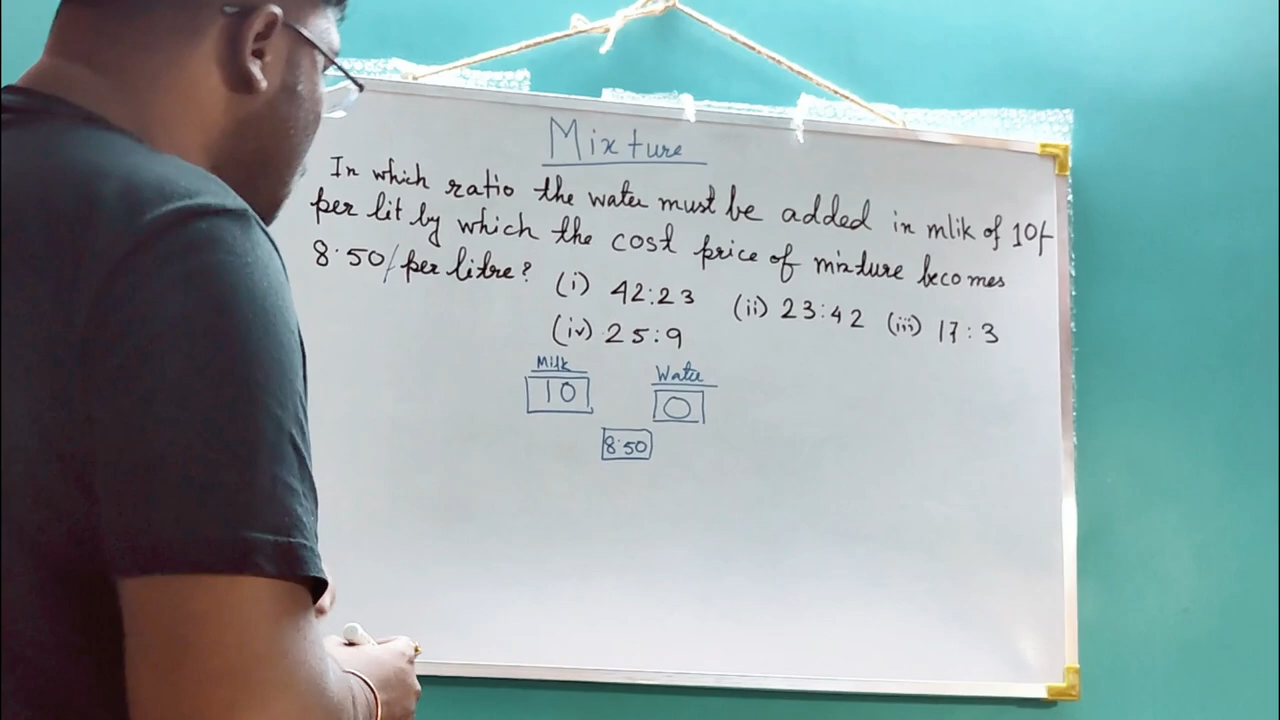 Mixture
In which ratio the water must be added in mlik of 10/-
per lit by which the cost price of mixture becomes
8.50/ per litre? (i) 42:23 (ii) 23:42 (iii) 17:3
(iv) 25:9
Milk Water
10 0
8.50